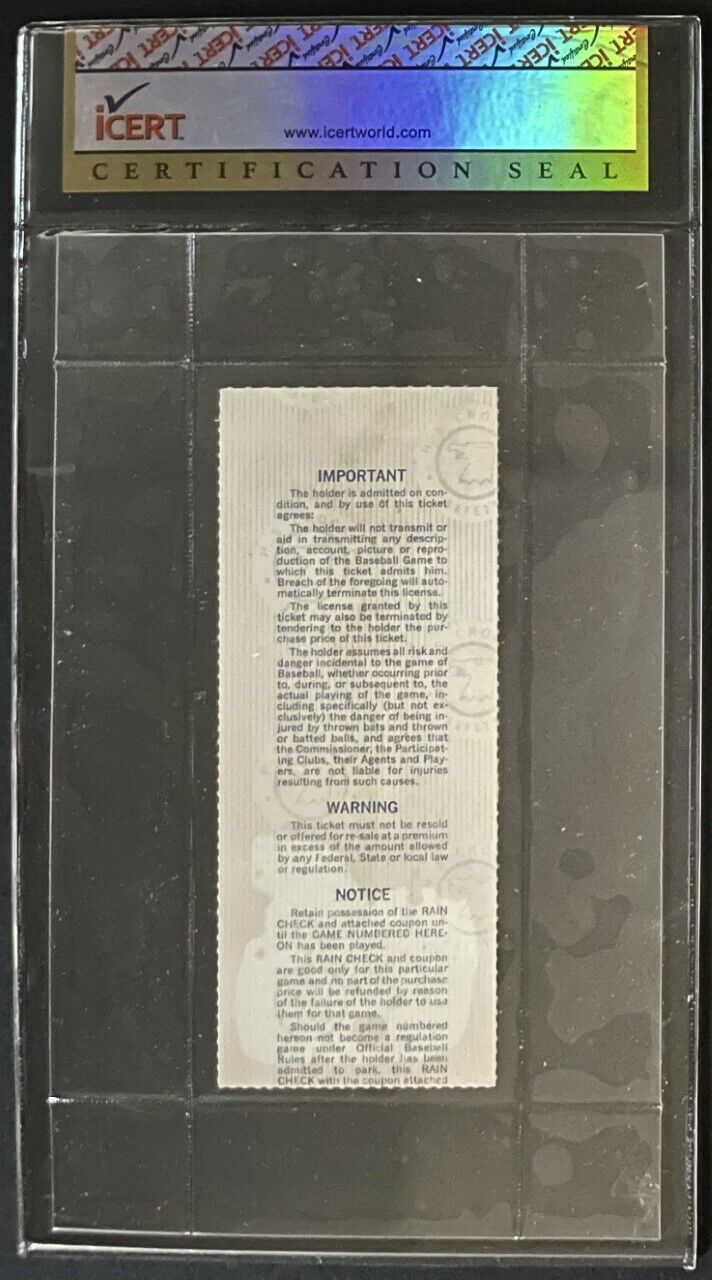 iCERT
www.icertworld.com
CERTIFICATION SEAL
IMPORTANT
The holder is admitted on con-
dition, and by use of this ticket
agrees:
The holder will not transmit or
aid in transmitting any descrip-
tion, account, picture or repro-
duction of the Baseball Game to
which this ticket admits him.
Breach of the foregoing will auto-
matically terminate this license.
The license granted by this
ticket may also be terminated by
tendering to the holder the pur-
chase price of this ticket.
The holder assumes all risk and
danger incidental to the game of
Baseball, whether occurring prior
to, during, or subsequent to, the
actual playing of the game, in-
cluding specifically (but not ex-
clusively) the danger of being in-
jured by thrown bats and thrown
or batted balls, and agrees that
the Commissioner, the Participat-
ing Clubs, their Agents and Play-
ers, are not liable for injuries
resulting from such causes.
WARNING
This ticket must not be resold
or offered for re-sale at a premium
in excess of the amount allowed
by any Federal, State or local law
or regulation.
NOTICE
Retain possession of the RAIN
CHECK and attached coupon un-
til the GAME NUMBERED HERE-
ON has been played.
This RAIN CHECK and coupon
are good only for this particular
game and no part of the purchase
price will be refunded by reason
of the failure of the holder to use
them for that game.
Should the game numbered
hereon not become a regulation
game under Official Baseball
Rules after the holder has been
admitted to park, this RAIN
CHECK with the coupon attached